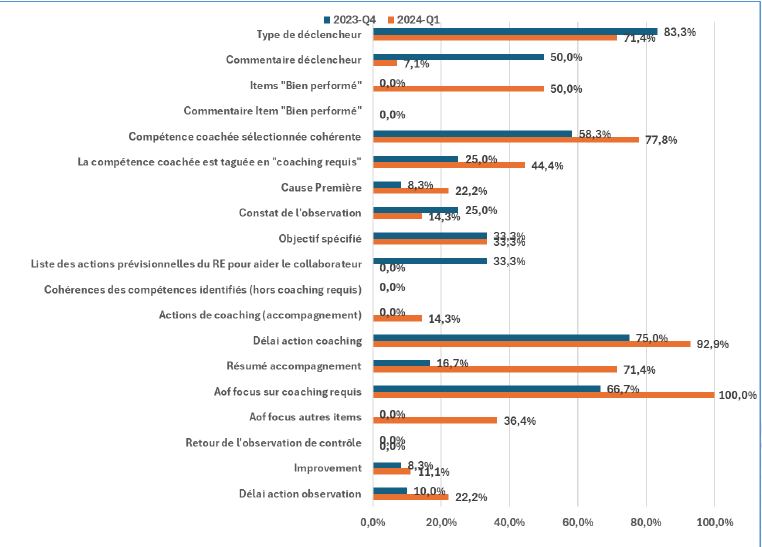 2023-Q4 2024-Q1
Type de déclencheur 83,3% 71,4%
Commentaire déclencheur 50,0% 7,1%
Items "Bien performé" 0,0% 50,0%
Commentaire Item "Bien performé" 0,0%
Compétence coachée sélectionnée cohérente 58,3% 77,8%
La compétence coachée est taguée en "coaching requis" 25,0% 44,4%
Cause Première 8,3% 22,2%
Constat de l'observation 25,0% 14,3%
Objectif spécifié 33,3% 33,3%
Liste des actions prévisionnelles du RE pour aider le collaborateur 33,3% 0,0%
Cohérences des compétences identifiés (hors coaching requis) 0,0%
Actions de coaching (accompagnement) 0,0% 14,3%
Délai action coaching 75,0% 92,9%
Résumé accompagnement 16,7% 71,4%
Aof focus sur coaching requis 66,7% 100,0%
Aof focus autres items 0,0% 36,4%
Retour de l'observation de contrôle 0,0% 0,0%
Improvement 8,3% 11,1%
Délai action observation 10,0% 22,2%
0,0% 20,0% 40,0% 60,0% 80,0% 100,0%